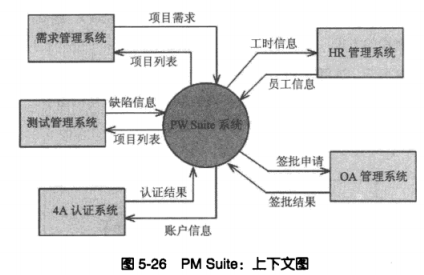 项目需求
需求管理系统
项目列表
工时信息
HR 管理系统
员工信息
缺陷信息
测试管理系统
项目列表
PW Suite 系统
签批申请
OA 管理系统
签批结果
认证结果
4A 认证系统
账户信息
图 5-26 PM Suite：上下文图